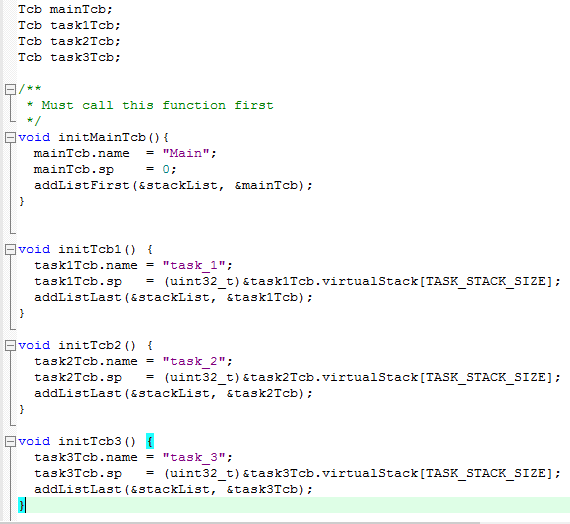 Tcb mainTcb;
Tcb task1Tcb;
Tcb task2Tcb;
Tcb task3Tcb;
/**
 * Must call this function first
 */
void initMainTcb(){
  mainTcb.name  = "Main";
  mainTcb.sp    = 0;
  addListFirst(&stackList, &mainTcb);
}
void initTcb1() {
  task1Tcb.name = "task_1";
  task1Tcb.sp   = (uint32_t)&task1Tcb.virtualStack[TASK_STACK_SIZE];
  addListLast(&stackList, &task1Tcb);
}
void initTcb2() {
  task2Tcb.name = "task_2";
  task2Tcb.sp   = (uint32_t)&task2Tcb.virtualStack[TASK_STACK_SIZE];
  addListLast(&stackList, &task2Tcb);
}
void initTcb3() {
  task3Tcb.name = "task_3";
  task3Tcb.sp   = (uint32_t)&task3Tcb.virtualStack[TASK_STACK_SIZE];
  addListLast(&stackList, &task3Tcb);
}